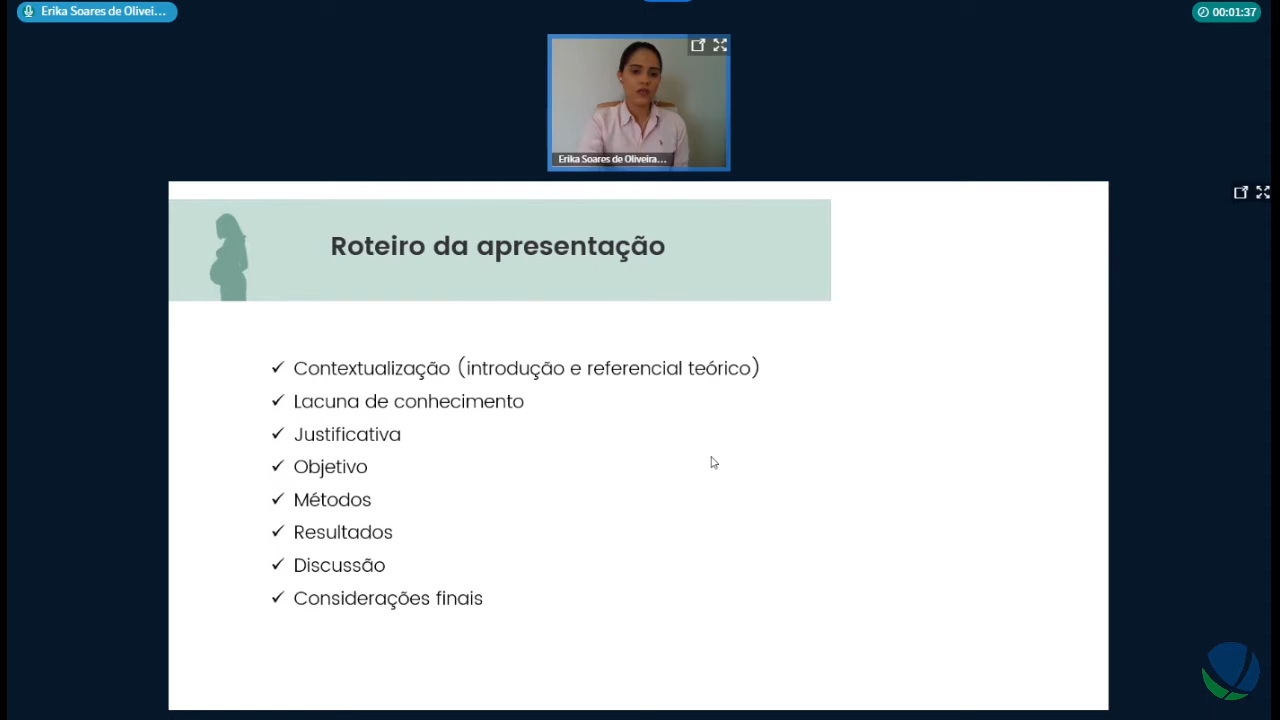 Erika Soares de Olivei...
00:01:37
Erika Soares de Oliveira...
Roteiro da apresentação
✓ Contextualização (introdução e referencial teórico)
✓ Lacuna de conhecimento
✓ Justificativa
✓ Objetivo
✓ Métodos
✓ Resultados
✓ Discussão
✓ Considerações finais